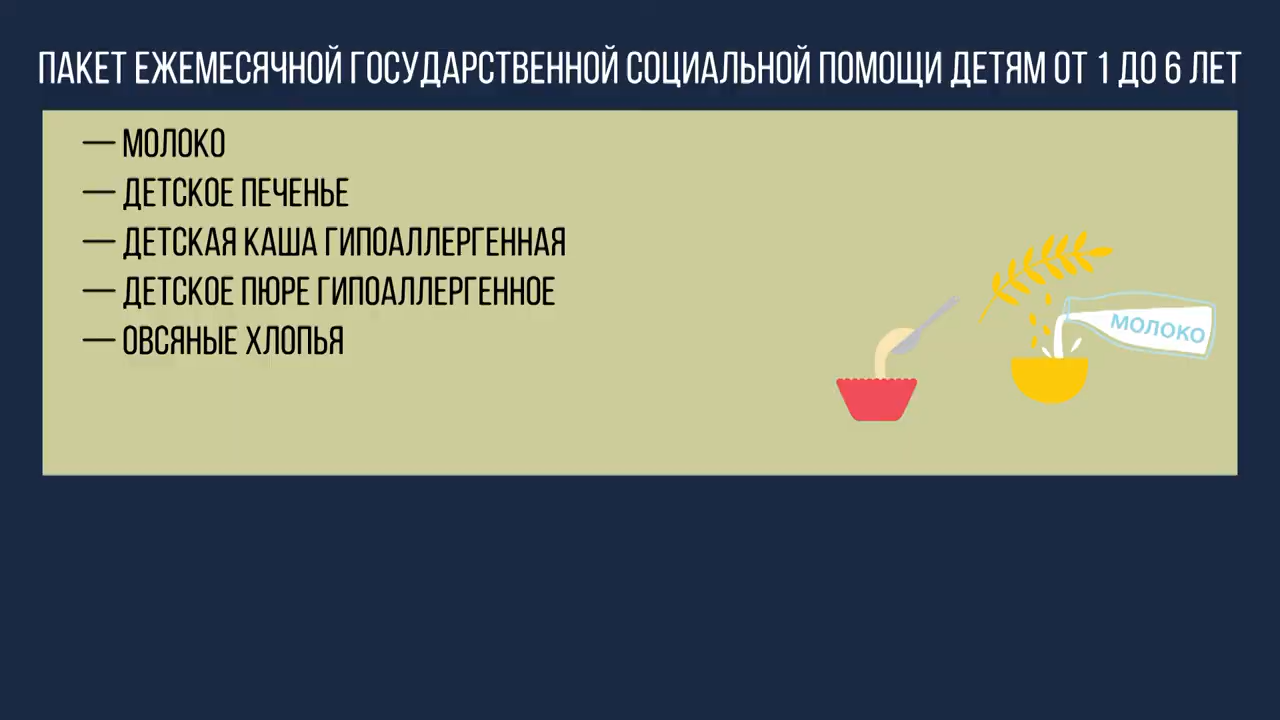 ПАКЕТ ЕЖЕМЕСЯЧНОЙ ГОСУДАРСТВЕННОЙ СОЦИАЛЬНОЙ ПОМОЩИ ДЕТЯМ ОТ 1 ДО 6 ЛЕТ
— МОЛОКО
— ДЕТСКОЕ ПЕЧЕНЬЕ
— ДЕТСКАЯ КАША ГИПОАЛЛЕРГЕННАЯ
— ДЕТСКОЕ ПЮРЕ ГИПОАЛЛЕРГЕННОЕ
— ОВСЯНЫЕ ХЛОПЬЯ
МОЛОКО